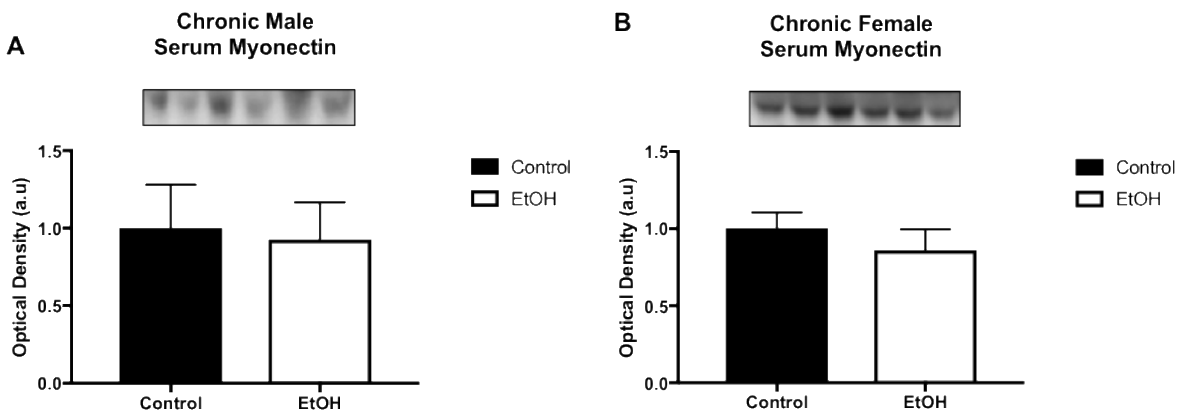 A
Chronic Male
Serum Myonectin
Optical Density (a.u)
1.5
1.0
0.5
0.0
Control
EtOH
Control
EtOH
B
Chronic Female
Serum Myonectin
Optical Density (a.u)
1.5
1.0
0.5
0.0
Control
EtOH
Control
EtOH